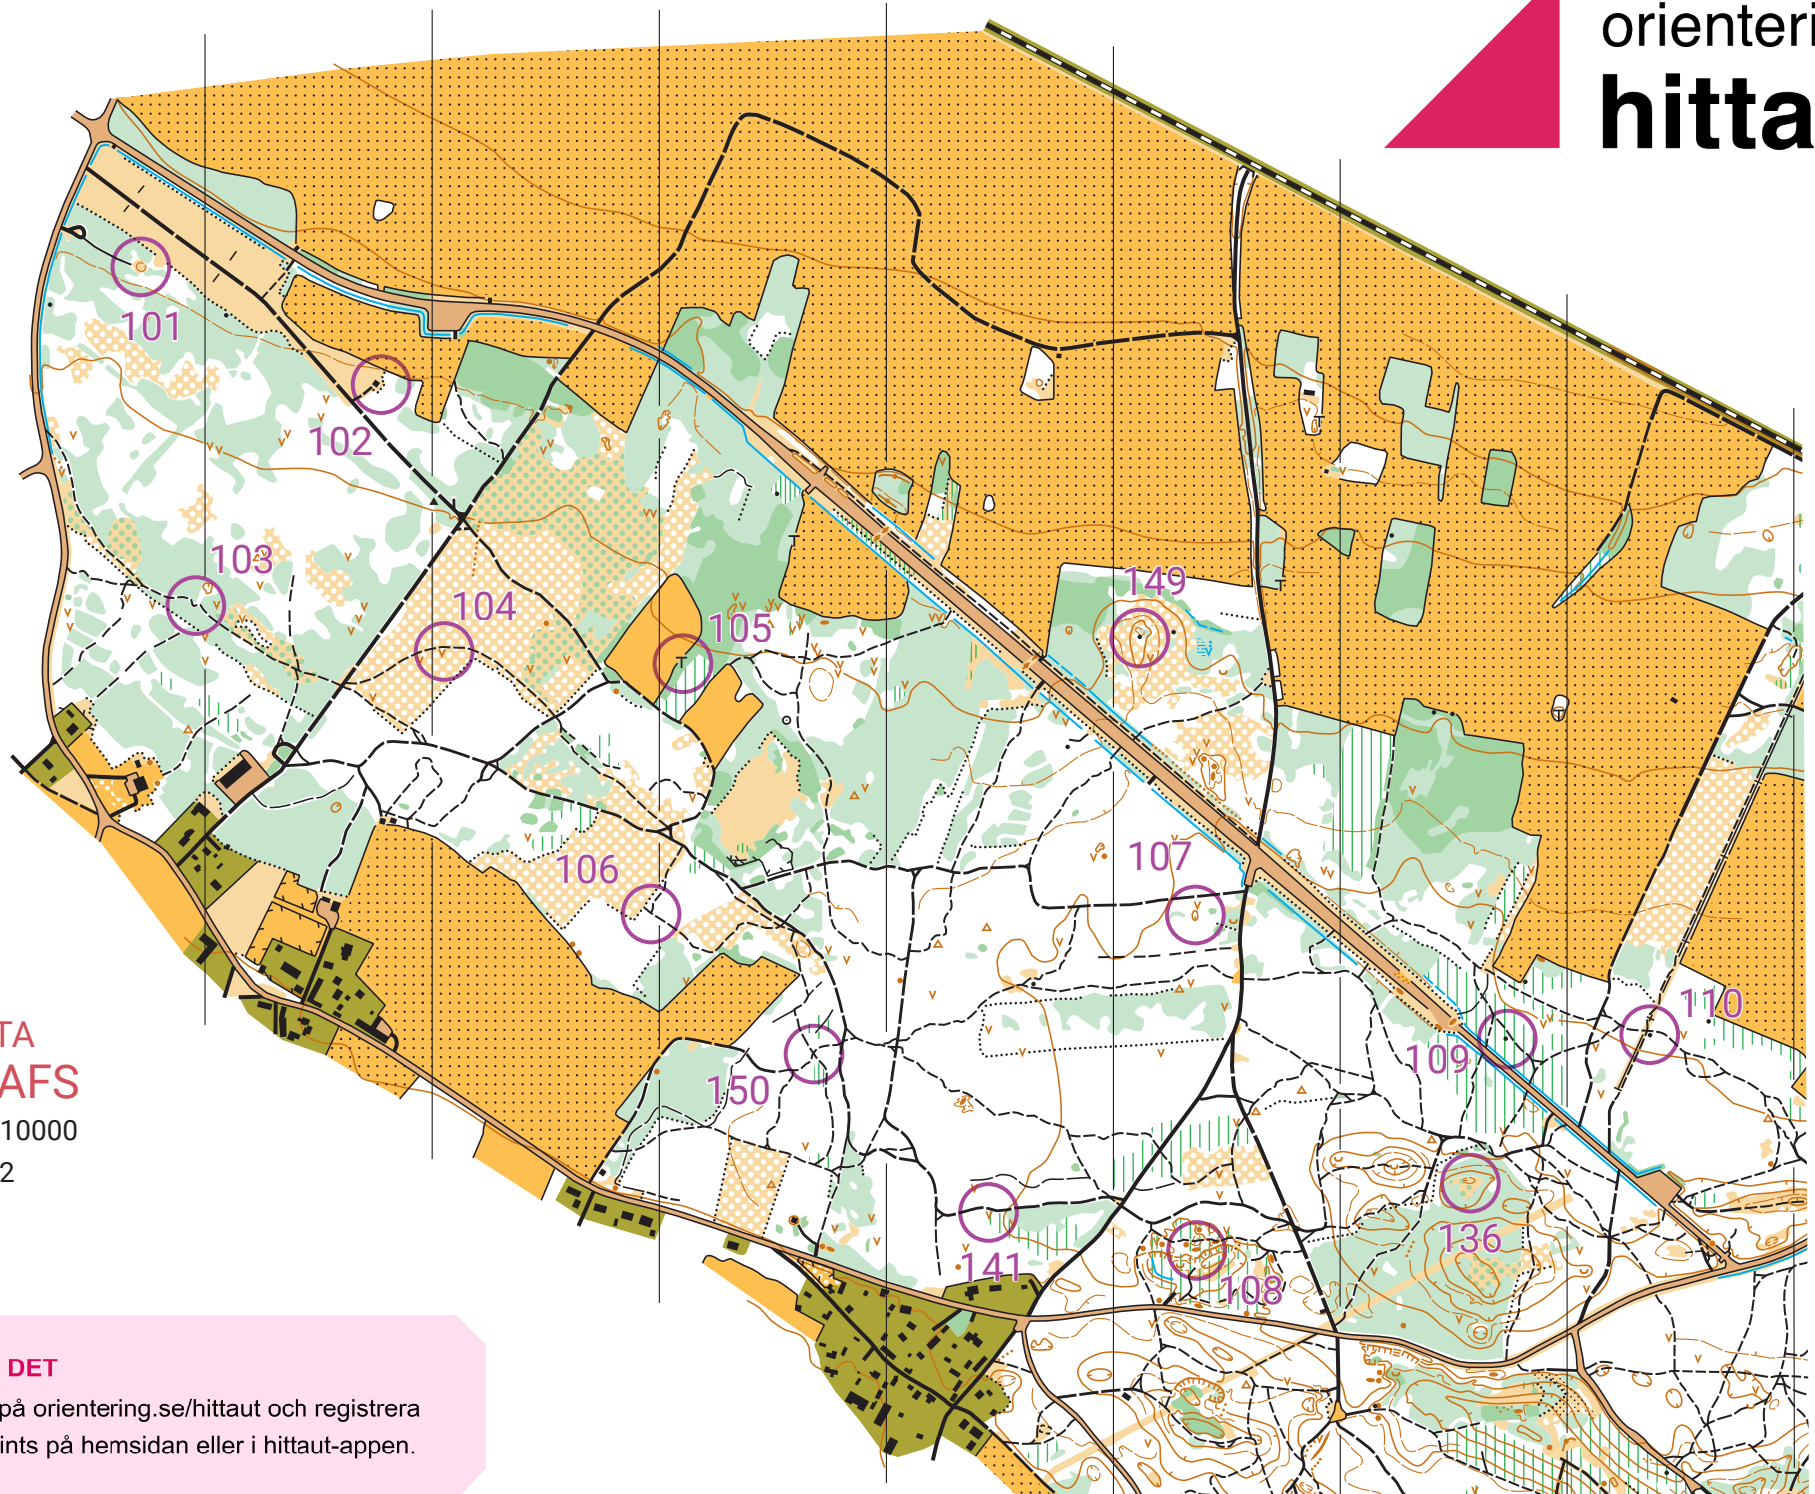 orienteri
hitta
101
102
103
104
105
149
106
107
110
109
150
136
141
108
TA
AFS
10000
2
DET
på orientering.se/hittaut och registrera
ints på hemsidan eller i hittaut-appen.